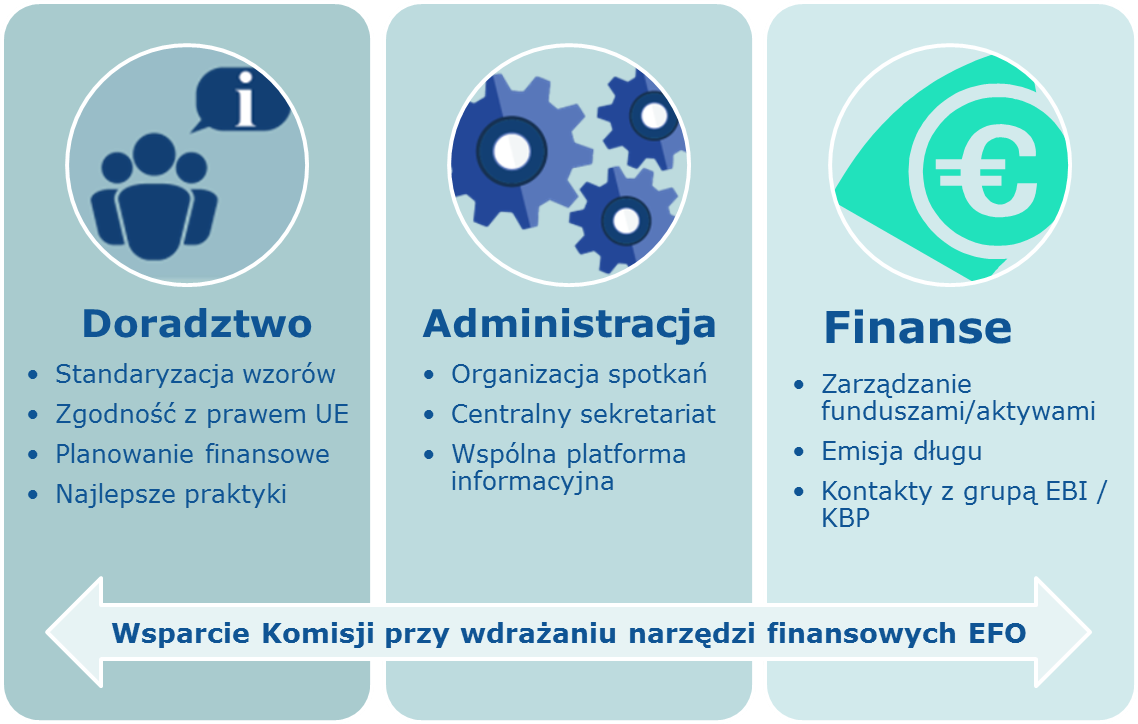 i
€
Doradztwo
• Standaryzacja wzorów
• Zgodność z prawem UE
• Planowanie finansowe
• Najlepsze praktyki
Administracja
• Organizacja spotkań
• Centralny sekretariat
• Wspólna platforma
informacyjna
Finanse
• Zarządzanie
funduszami/aktywami
• Emisja długu
• Kontakty z grupą EBI /
KBP
Wsparcie Komisji przy wdrażaniu narzędzi finansowych EFO